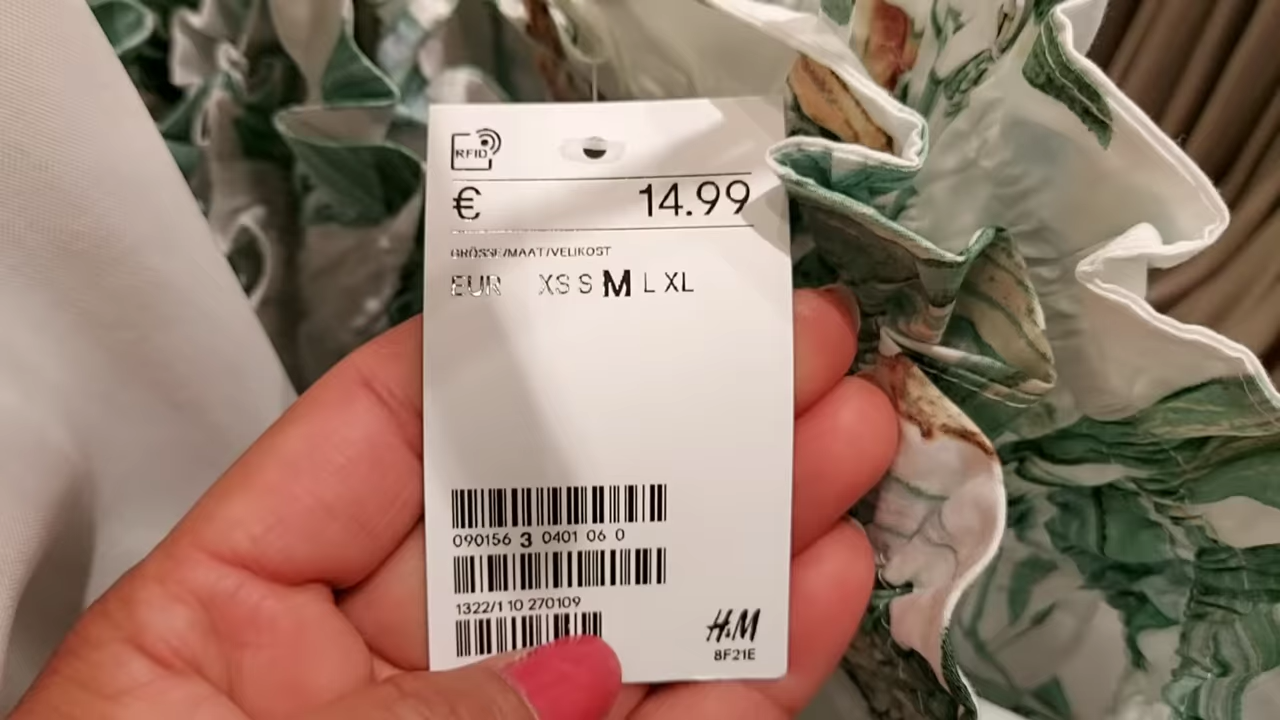 RFID
€ 14.99
GRÖSSE/MAAT/VELIKOST
EUR XS S M L XL
090156 3 0401 06 0
1322/1 10 270109
H&M
8F21E